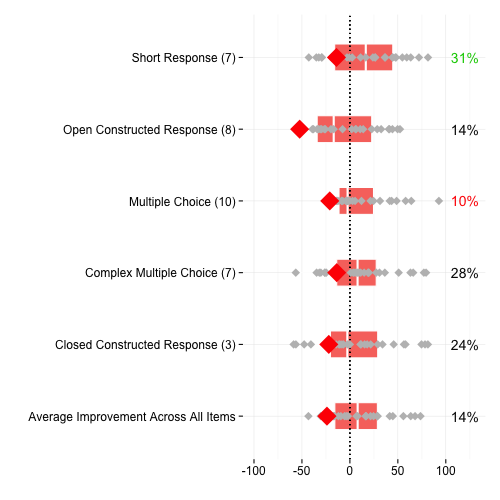 Short Response (7) 31%
Open Constructed Response (8) 14%
Multiple Choice (10) 10%
Complex Multiple Choice (7) 28%
Closed Constructed Response (3) 24%
Average Improvement Across All Items 14%
-100 -50 0 50 100